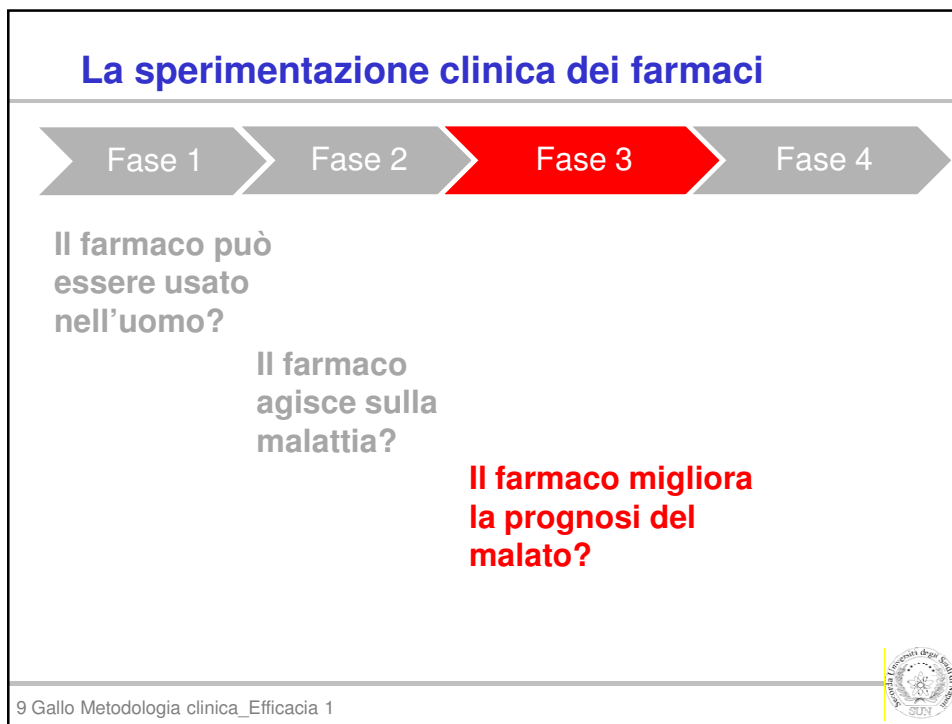 La sperimentazione clinica dei farmaci
Fase 1
Fase 2
Fase 3
Fase 4
Il farmaco può
essere usato
nell'uomo?
Il farmaco
agisce sulla
malattia?
Il farmaco migliora
la prognosi del
malato?
9 Gallo Metodologia clinica_Efficacia 1
SUN